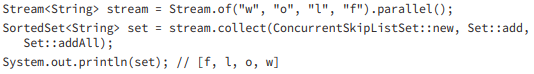 Stream<String> stream = Stream.of("w", "o", "l", "f").parallel();
SortedSet<String> set = stream.collect(ConcurrentSkipListSet::new, Set::add,
Set::addAll);
System.out.println(set); // [f, l, o, w]